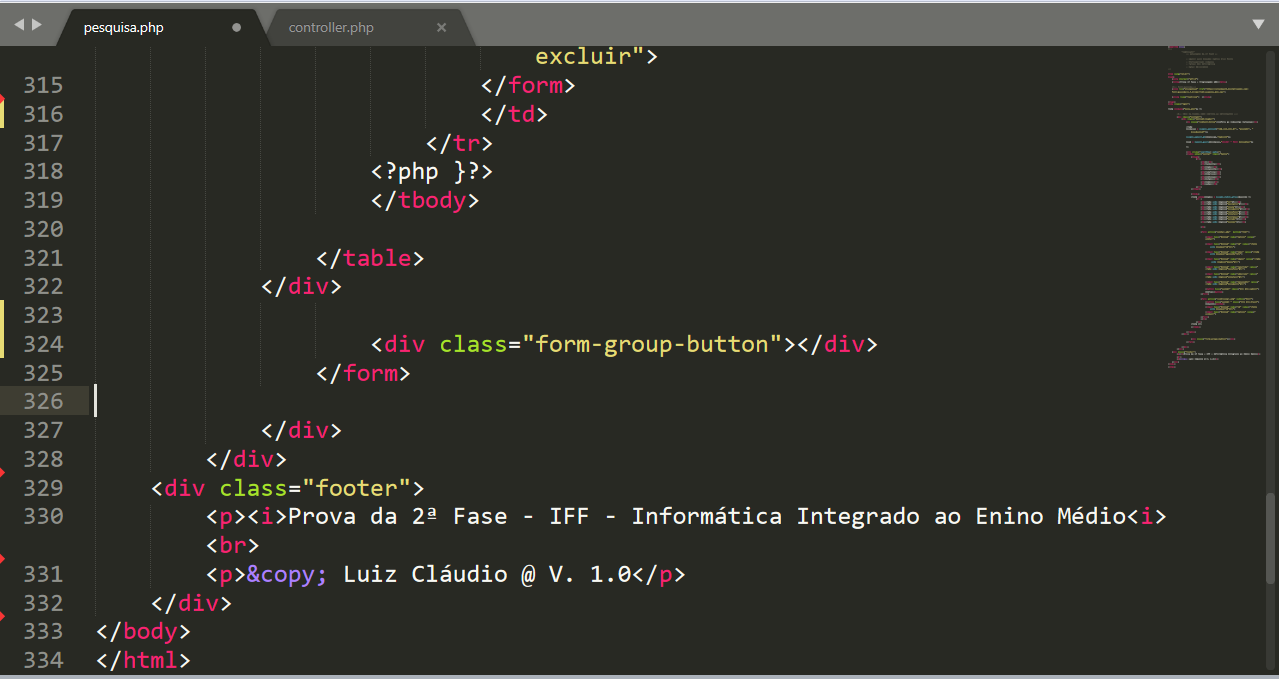 pesquisa.php
controller.php
excluir">
315 </form>
316 </td>
317 </tr>
318 <?php }?>
319 </tbody>
320
321 </table>
322 </div>
323
324 <div class="form-group-button"></div>
325 </form>
326
327 </div>
328 </div>
329 <div class="footer">
330 <p><i>Prova da 2ª Fase - IFF - Informática Integrado ao Enino Médio<i>
<br>
331 <p>&copy; Luiz Cláudio @ V. 1.0</p>
332 </div>
333 </body>
334 </html>